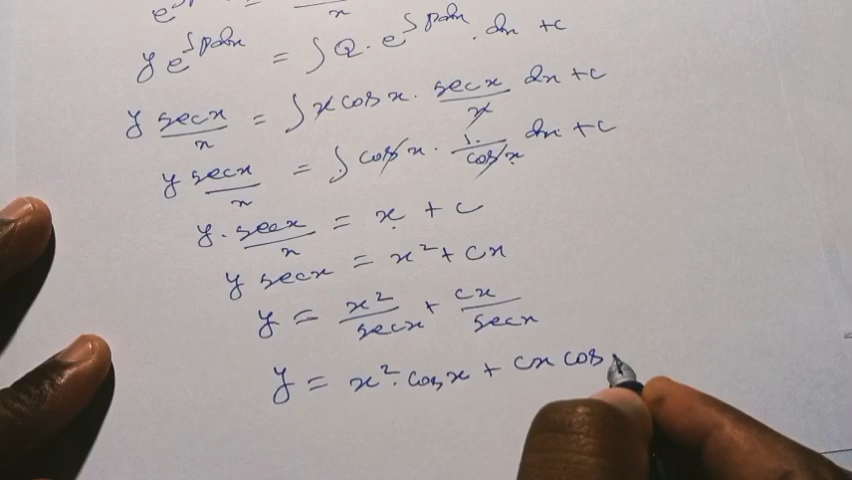 e^∫pdx = ─── x
y e^∫pdx = ∫ Q . e^∫pdx . dx + c
y secx/x = ∫ x cosx . secx/x dx + c
y secx/x = ∫ cosx . 1/cosx dx + c
y . secx/x = x + c
y secx = x² + cx
y = x²/secx + cx/secx
y = x² . cosx + cx cos